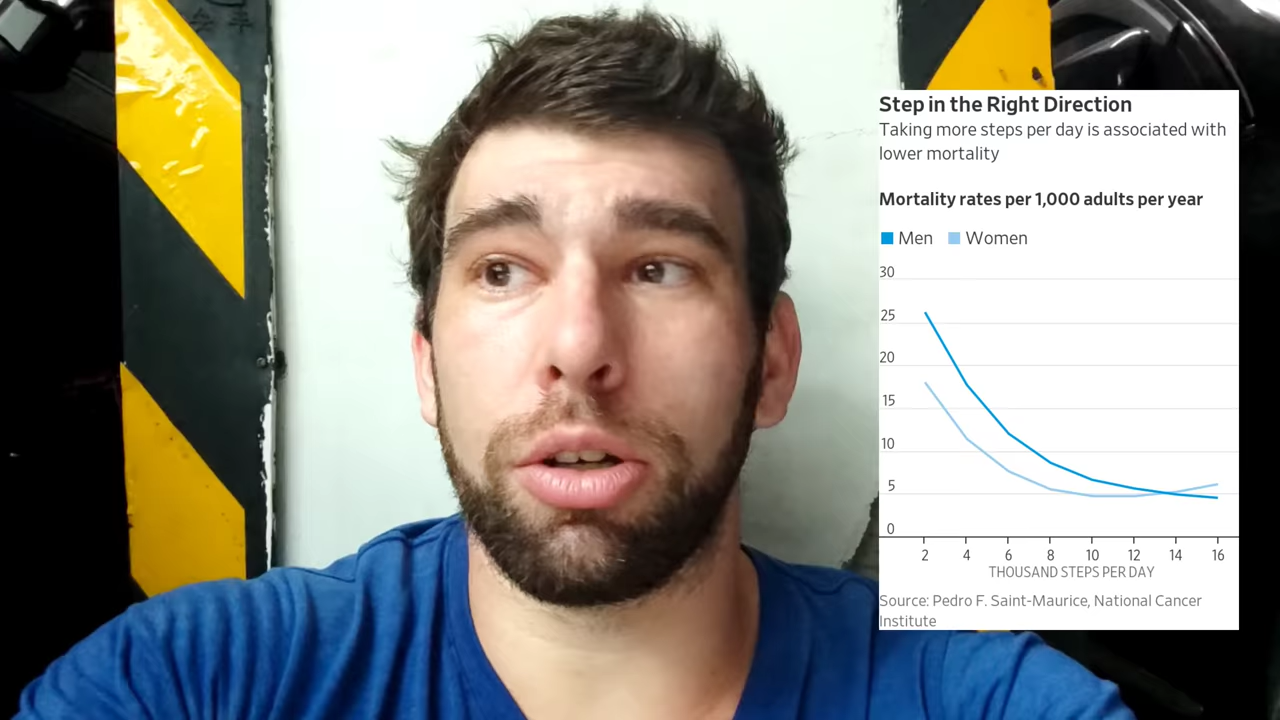 Step in the Right Direction
Taking more steps per day is associated with
lower mortality
Mortality rates per 1,000 adults per year
Men Women
30
25
20
15
10
5
0
2 4 6 8 10 12 14 16
THOUSAND STEPS PER DAY
Source: Pedro F. Saint-Maurice, National Cancer
Institute